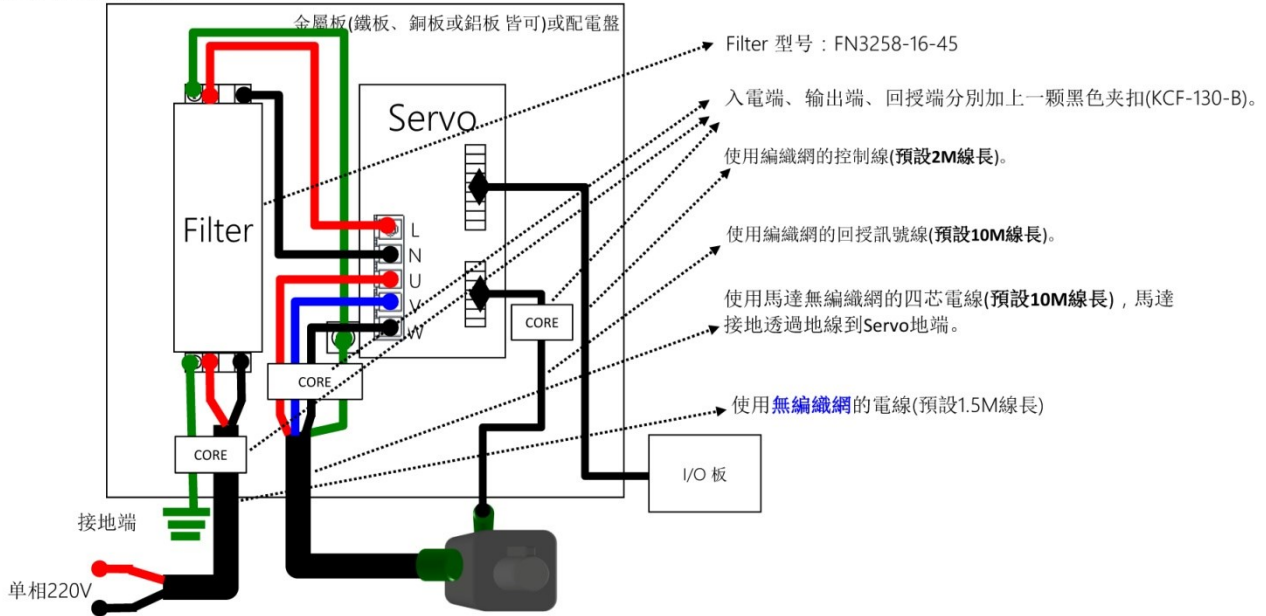 金屬板(鐵板、銅板或鋁板 皆可)或配電盤
Filter 型号：FN3258-16-45
入電端、输出端、回授端分別加上一颗黑色夹扣(KCF-130-B)。
使用編織網的控制線(預設2M線長)。
使用編織網的回授訊號線(預設10M線長)。
使用馬達無編織網的四芯電線(預設10M線長)，馬達
接地透過地線到Servo地端。
使用無編織網的電線(預設1.5M線長)
Servo
Filter
L
N
U
V
W
CORE
CORE
CORE
I/O 板
接地端
单相220V